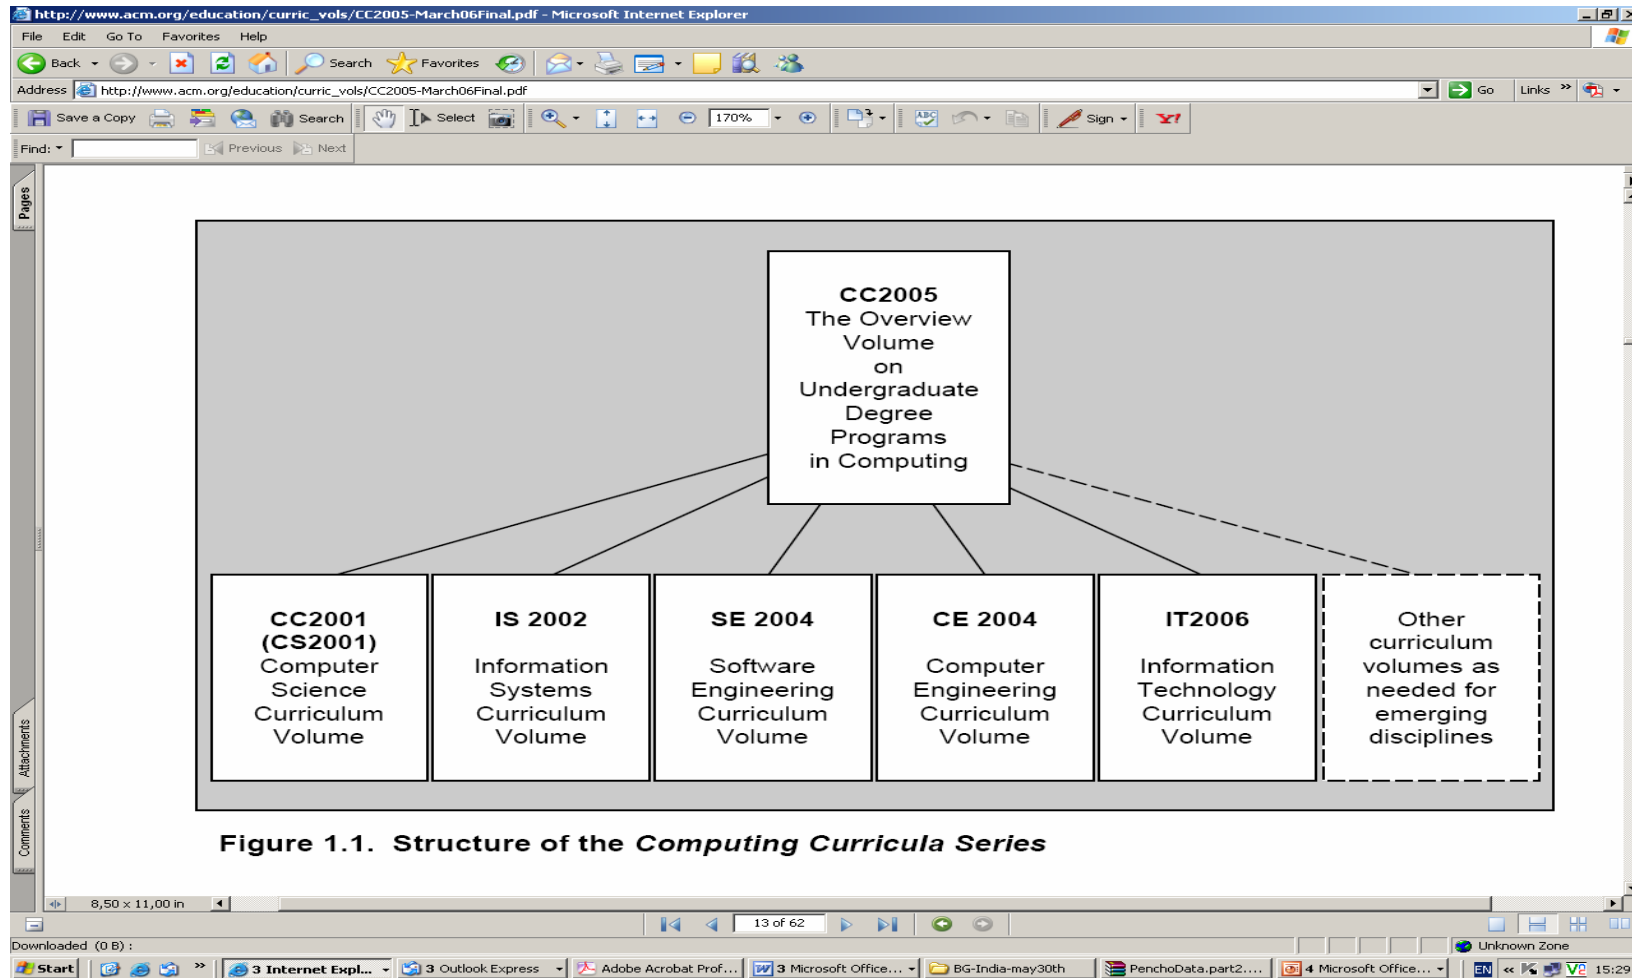 http://www.acm.org/education/curric_vols/CC2005-March06Final.pdf - Microsoft Internet Explorer
File Edit Go To Favorites Help
Back Search Favorites
Address http://www.acm.org/education/curric_vols/CC2005-March06Final.pdf Go Links »
Save a Copy Search Select 170% ABC Sign Y!
Find: Previous Next
Pages
CC2005
The Overview
Volume
on
Undergraduate
Degree
Programs
in Computing
CC2001
(CS2001)
Computer
Science
Curriculum
Volume
IS 2002
Information
Systems
Curriculum
Volume
SE 2004
Software
Engineering
Curriculum
Volume
CE 2004
Computer
Engineering
Curriculum
Volume
IT2006
Information
Technology
Curriculum
Volume
Other
curriculum
volumes as
needed for
emerging
disciplines
Attachments
Comments
Figure 1.1. Structure of the Computing Curricula Series
8,50 x 11,00 in
13 of 62
Downloaded (0 B) : Unknown Zone
Start » 3 Internet Expl... 3 Outlook Express Adobe Acrobat Prof... 3 Microsoft Office... BG-India-may30th PenchoData.part2.... 4 Microsoft Office... EN « 15:29